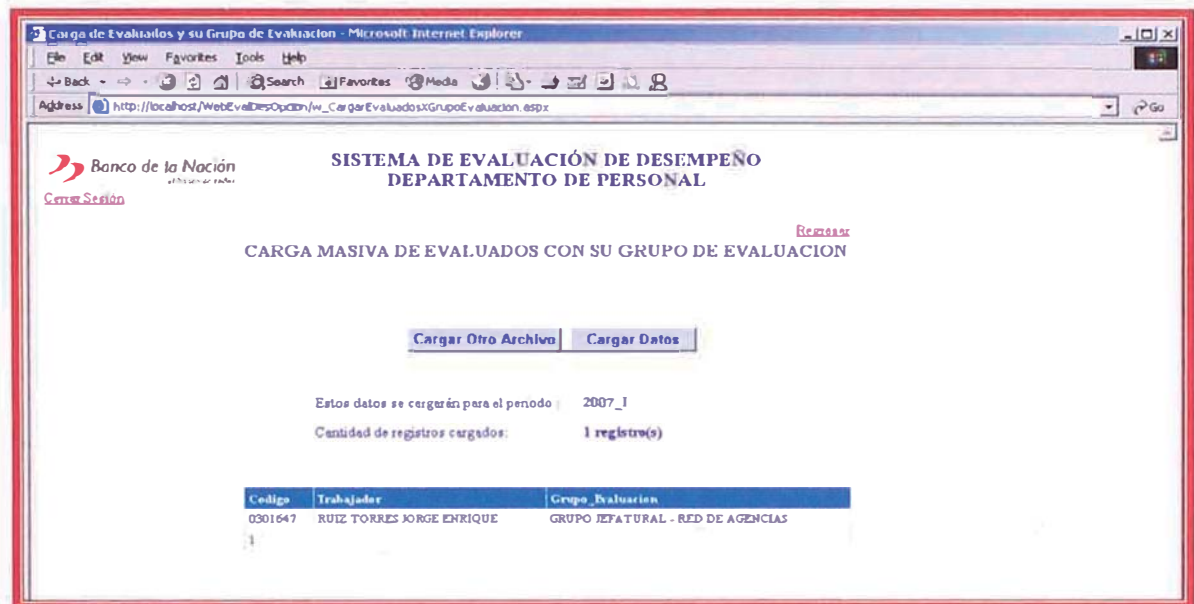 Carga de Evaluados y su Grupo de Evaluacion - Microsoft Internet Explorer
File Edit View Favorites Tools Help
Back Search Favorites Media
Address http://localhost/WebEvalDesOpcion/w_CargarEvaluadosXGrupoEvaluacion.aspx Go
Banco de la Nación
SISTEMA DE EVALUACIÓN DE DESEMPEÑO
DEPARTAMENTO DE PERSONAL
Cerrar Sesión
Regresar
CARGA MASIVA DE EVALUADOS CON SU GRUPO DE EVALUACION
Cargar Otro Archivo Cargar Datos
Estos datos se cargarán para el periodo : 2007_I
Cantidad de registros cargados: 1 registro(s)
Codigo Trabajador Grupo_Evaluacion
0301647 RUIZ TORRES JORGE ENRIQUE GRUPO JEFATURAL - RED DE AGENCIAS
1